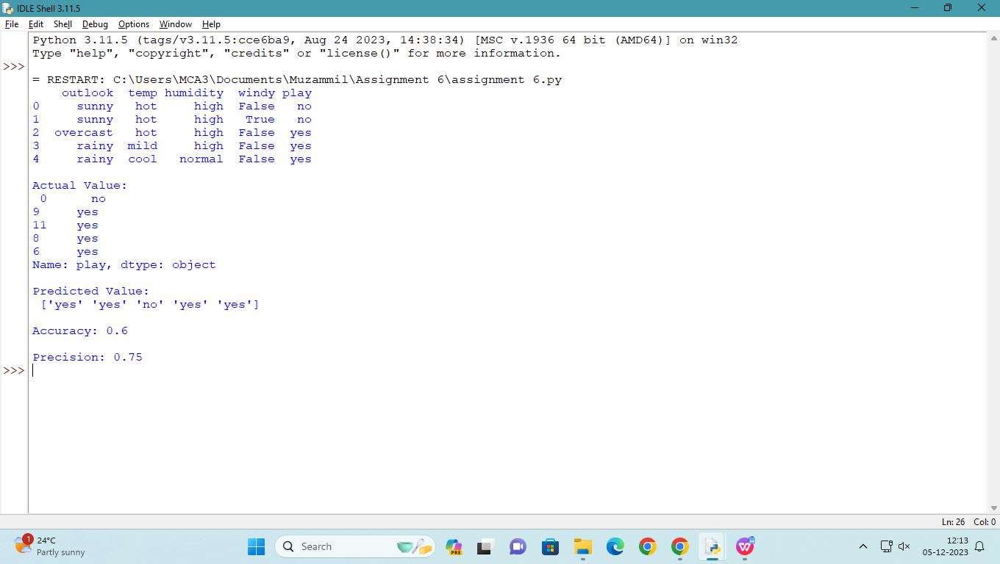 IDLE Shell 3.11.5
File Edit Shell Debug Options Window Help
Python 3.11.5 (tags/v3.11.5:cce6ba9, Aug 24 2023, 14:38:34) [MSC v.1936 64 bit (AMD64)] on win32
Type "help", "copyright", "credits" or "license()" for more information.
>>>
= RESTART: C:\Users\MCA3\Documents\Muzammil\Assignment 6\assignment 6.py
outlook temp humidity windy play
0 sunny hot high False no
1 sunny hot high True no
2 overcast hot high False yes
3 rainy mild high False yes
4 rainy cool normal False yes
Actual Value:
0 no
9 yes
11 yes
8 yes
6 yes
Name: play, dtype: object
Predicted Value:
['yes' 'yes' 'no' 'yes' 'yes']
Accuracy: 0.6
Precision: 0.75
>>>
Ln: 26 Col: 0
1
24°C
Partly sunny
Search
PRE
12:13
05-12-2023